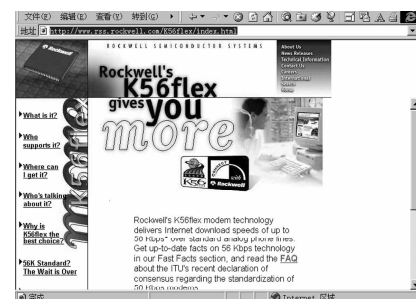 文件(F) 编辑(E) 查看(V) 转到(G)
地址 http://www.rss.rockwell.com/K56flex/index.html
ROCKWELL SEMICONDUCTOR SYSTEMS
About Us
News Releases
Technical Information
Contact Us
Careers
International
Search
Home
Rockwell's
K56flex
gives you
more
What is it?
Who
supports it?
Where can
I get it?
Who's talking
about it?
Why is
K56flex the
best choice?
56K Standard?
The Wait is Over
K56
Rockwell
Rockwell's K56flex modem technology
delivers Internet download speeds of up to
56 Kbps* over standard analog phone lines.
Get up-to-date facts on 56 Kbps technology
in our Fast Facts section, and read the FAQ
about the ITU's recent declaration of
consensus regarding the standardization of
56 Kbps modems
完成
Internet 区域